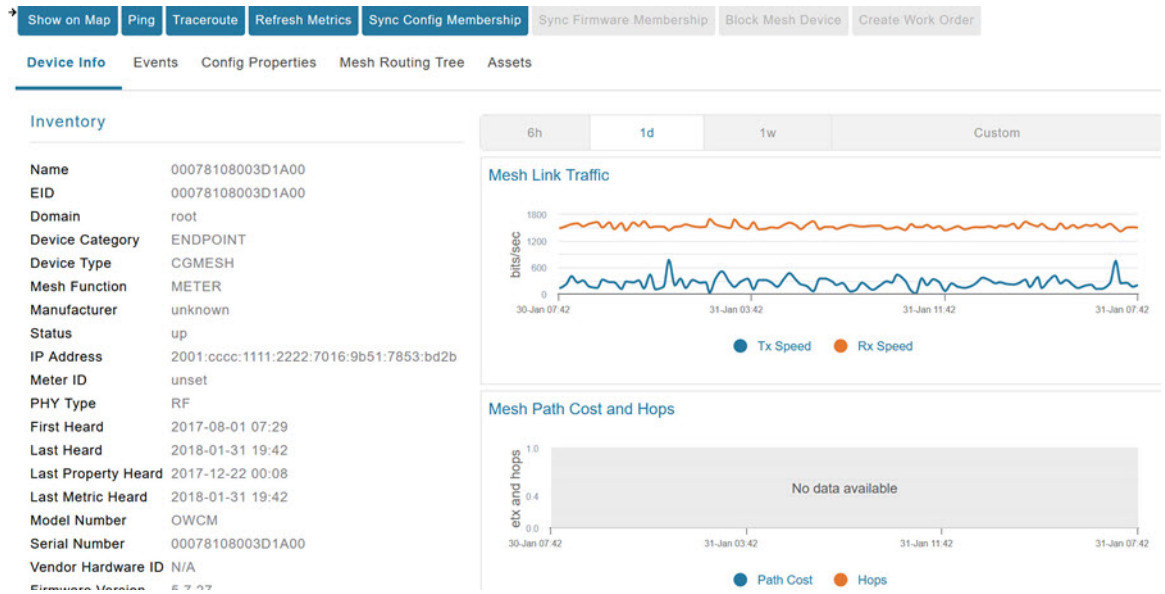 Show on Map Ping Traceroute Refresh Metrics Sync Config Membership Sync Firmware Membership Block Mesh Device Create Work Order
Device Info Events Config Properties Mesh Routing Tree Assets
Inventory
Name 00078108003D1A00
EID 00078108003D1A00
Domain root
Device Category ENDPOINT
Device Type CGMESH
Mesh Function METER
Manufacturer unknown
Status up
IP Address 2001:cccc:1111:2222:7016:9b51:7853:bd2b
Meter ID unset
PHY Type RF
First Heard 2017-08-01 07:29
Last Heard 2018-01-31 19:42
Last Property Heard 2017-12-22 00:08
Last Metric Heard 2018-01-31 19:42
Model Number OWCM
Serial Number 00078108003D1A00
Vendor Hardware ID N/A
Firmware Version 5.7.27
6h 1d 1w Custom
Mesh Link Traffic
bits/sec
1800
1200
600
0
30-Jan 07:42 31-Jan 03:42 31-Jan 11:42 31-Jan 07:42
Tx Speed Rx Speed
Mesh Path Cost and Hops
etx and hops
1.0
0.4
0.0
No data available
30-Jan 07:42 31-Jan 03:42 31-Jan 11:42 31-Jan 07:42
Path Cost Hops